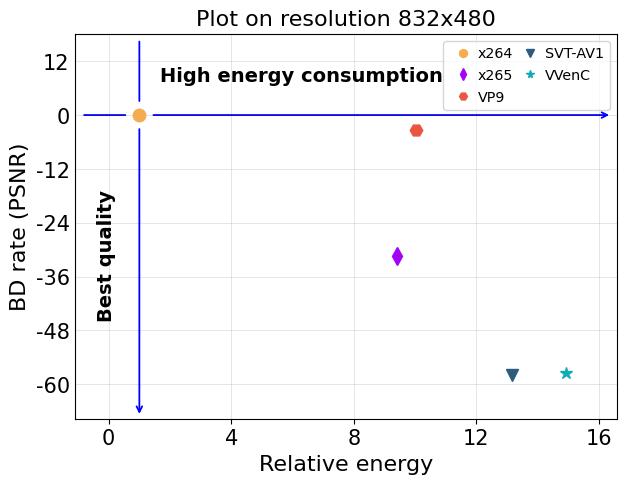 Plot on resolution 832x480
x264
x265
VP9
SVT-AV1
VVenC
High energy consumption
Best quality
BD rate (PSNR)
12
0
-12
-24
-36
-48
-60
0
4
8
12
16
Relative energy